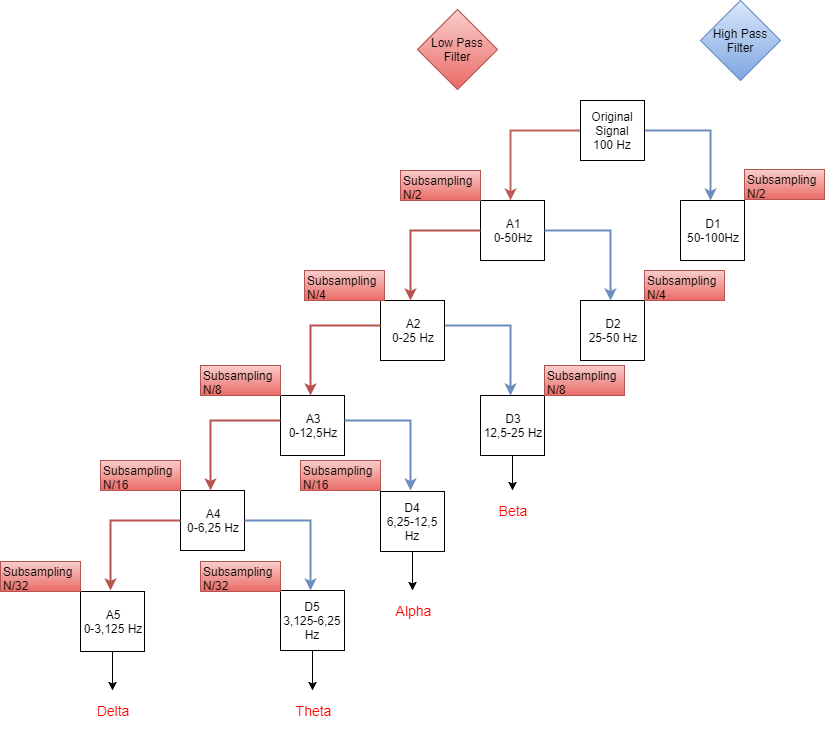 Low Pass
Filter
High Pass
Filter
Original
Signal
100 Hz
Subsampling
N/2
Subsampling
N/2
A1
0-50Hz
D1
50-100Hz
Subsampling
N/4
Subsampling
N/4
A2
0-25 Hz
D2
25-50 Hz
Subsampling
N/8
Subsampling
N/8
A3
0-12,5Hz
D3
12,5-25 Hz
Subsampling
N/16
Subsampling
N/16
A4
0-6,25 Hz
D4
6,25-12,5
Hz
Beta
Subsampling
N/32
Subsampling
N/32
A5
0-3,125 Hz
D5
3,125-6,25
Hz
Alpha
Delta
Theta